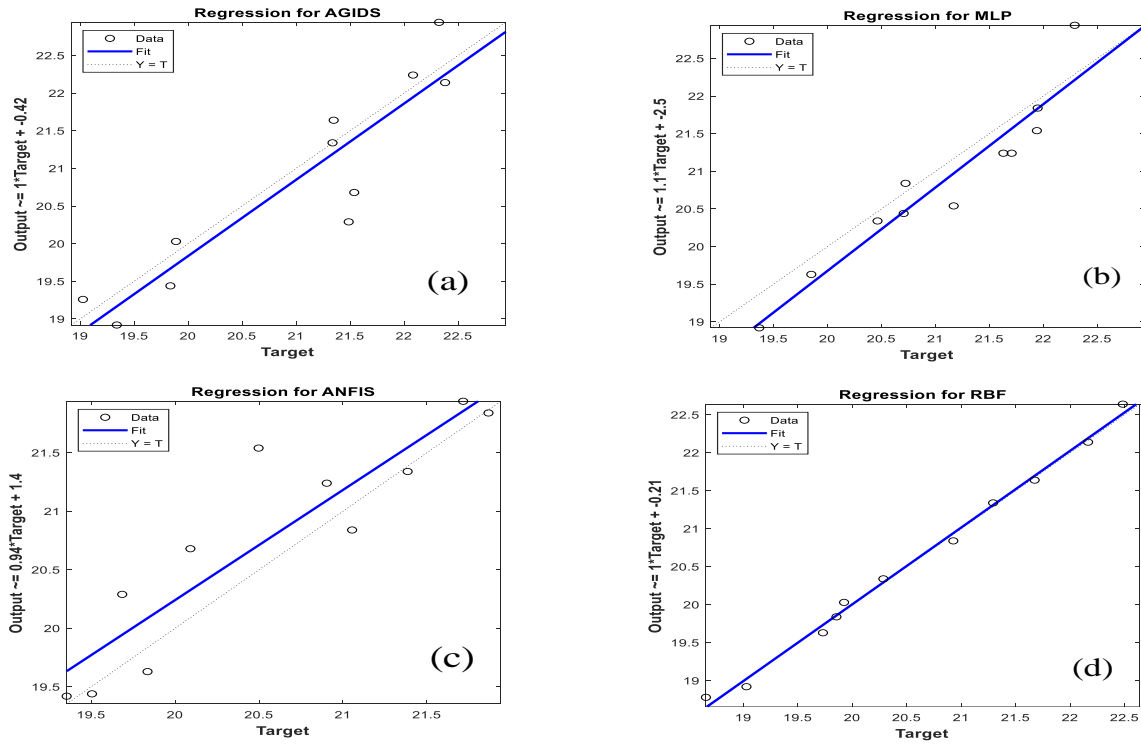 Regression for AGIDS
Data
Fit
Y = T
Output ~= 1*Target + -0.42
22.5
22
21.5
21
20.5
20
19.5
19
(a)
19 19.5 20 20.5 21 21.5 22 22.5
Target
Regression for MLP
Data
Fit
Y = T
Output ~= 1.1*Target + -2.5
22.5
22
21.5
21
20.5
20
19.5
19
(b)
19 19.5 20 20.5 21 21.5 22 22.5
Target
Regression for ANFIS
Data
Fit
Y = T
Output ~= 0.94*Target + 1.4
21.5
21
20.5
20
19.5
(c)
19.5 20 20.5 21 21.5
Target
Regression for RBF
Data
Fit
Y = T
Output ~= 1*Target + -0.21
22.5
22
21.5
21
20.5
20
19.5
19
(d)
19 19.5 20 20.5 21 21.5 22 22.5
Target